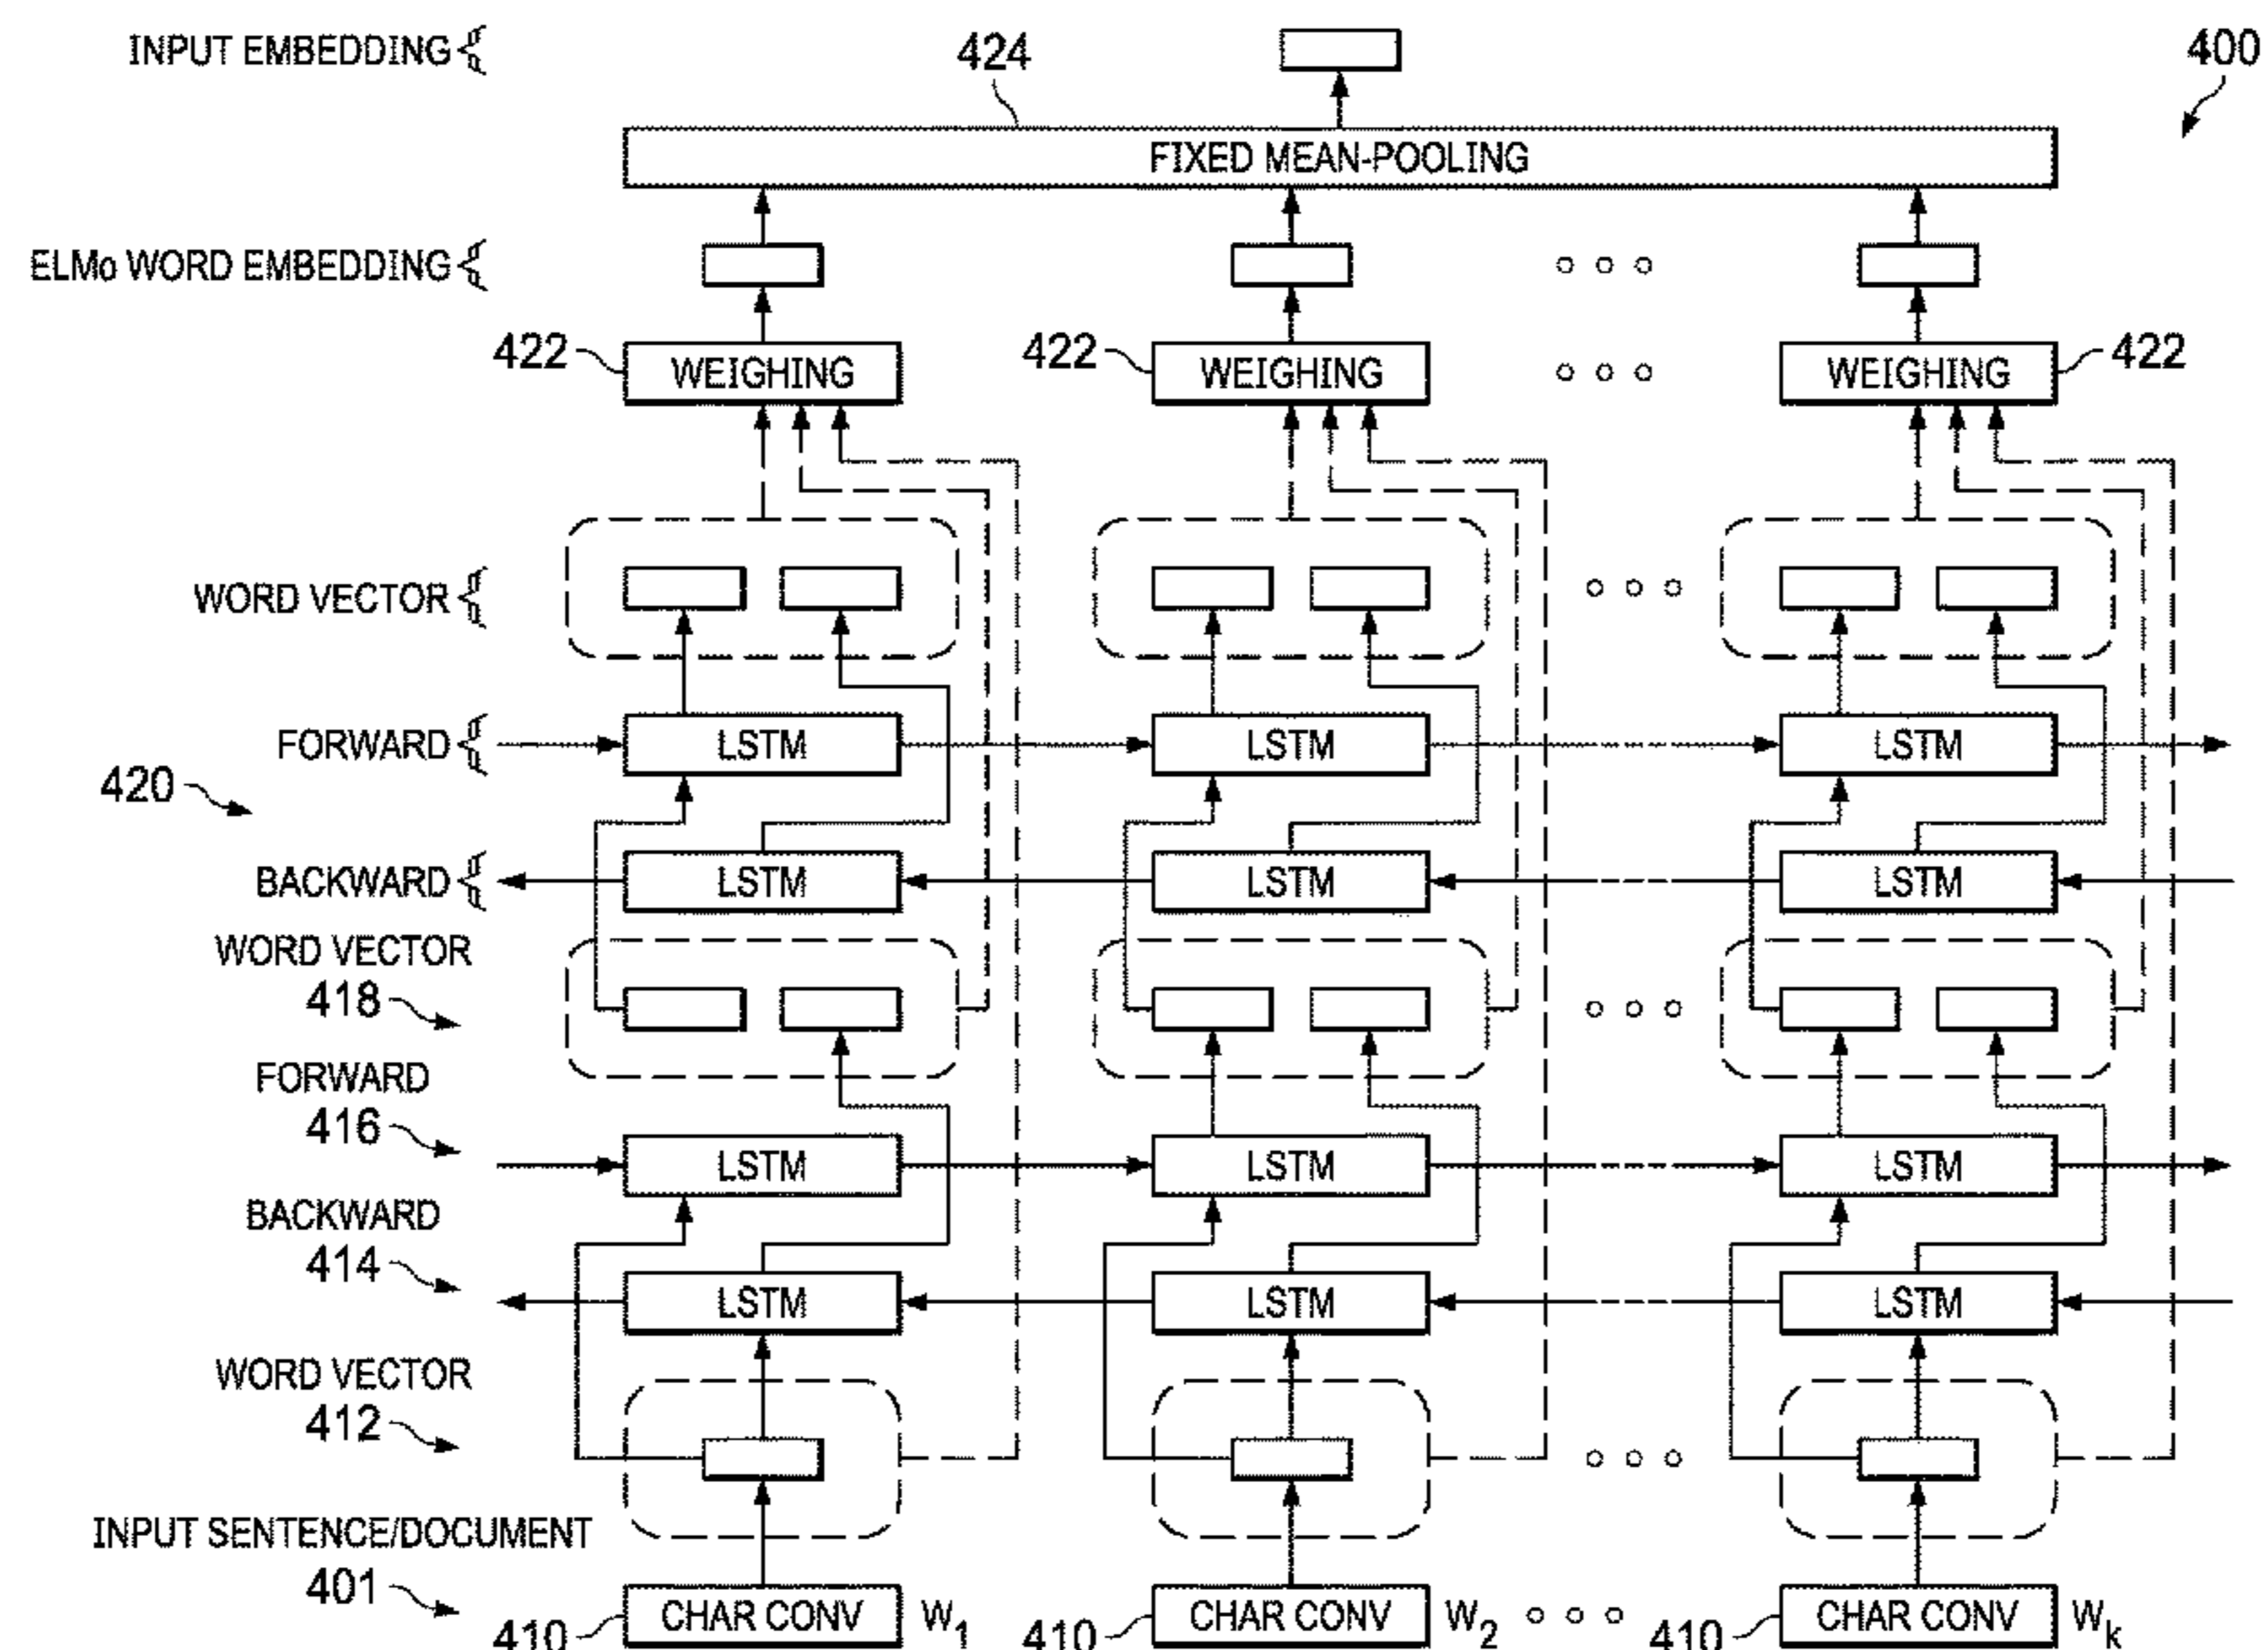 INPUT EMBEDDING
424
400
FIXED MEAN-POOLING
ELMo WORD EMBEDDING
422 WEIGHING 422 WEIGHING WEIGHING 422
WORD VECTOR
FORWARD LSTM LSTM LSTM
420
BACKWARD LSTM LSTM LSTM
WORD VECTOR
418
FORWARD
416
LSTM LSTM LSTM
BACKWARD
414
LSTM LSTM LSTM
WORD VECTOR
412
INPUT SENTENCE/DOCUMENT
401
410 CHAR CONV W1 410 CHAR CONV W2 410 CHAR CONV Wk